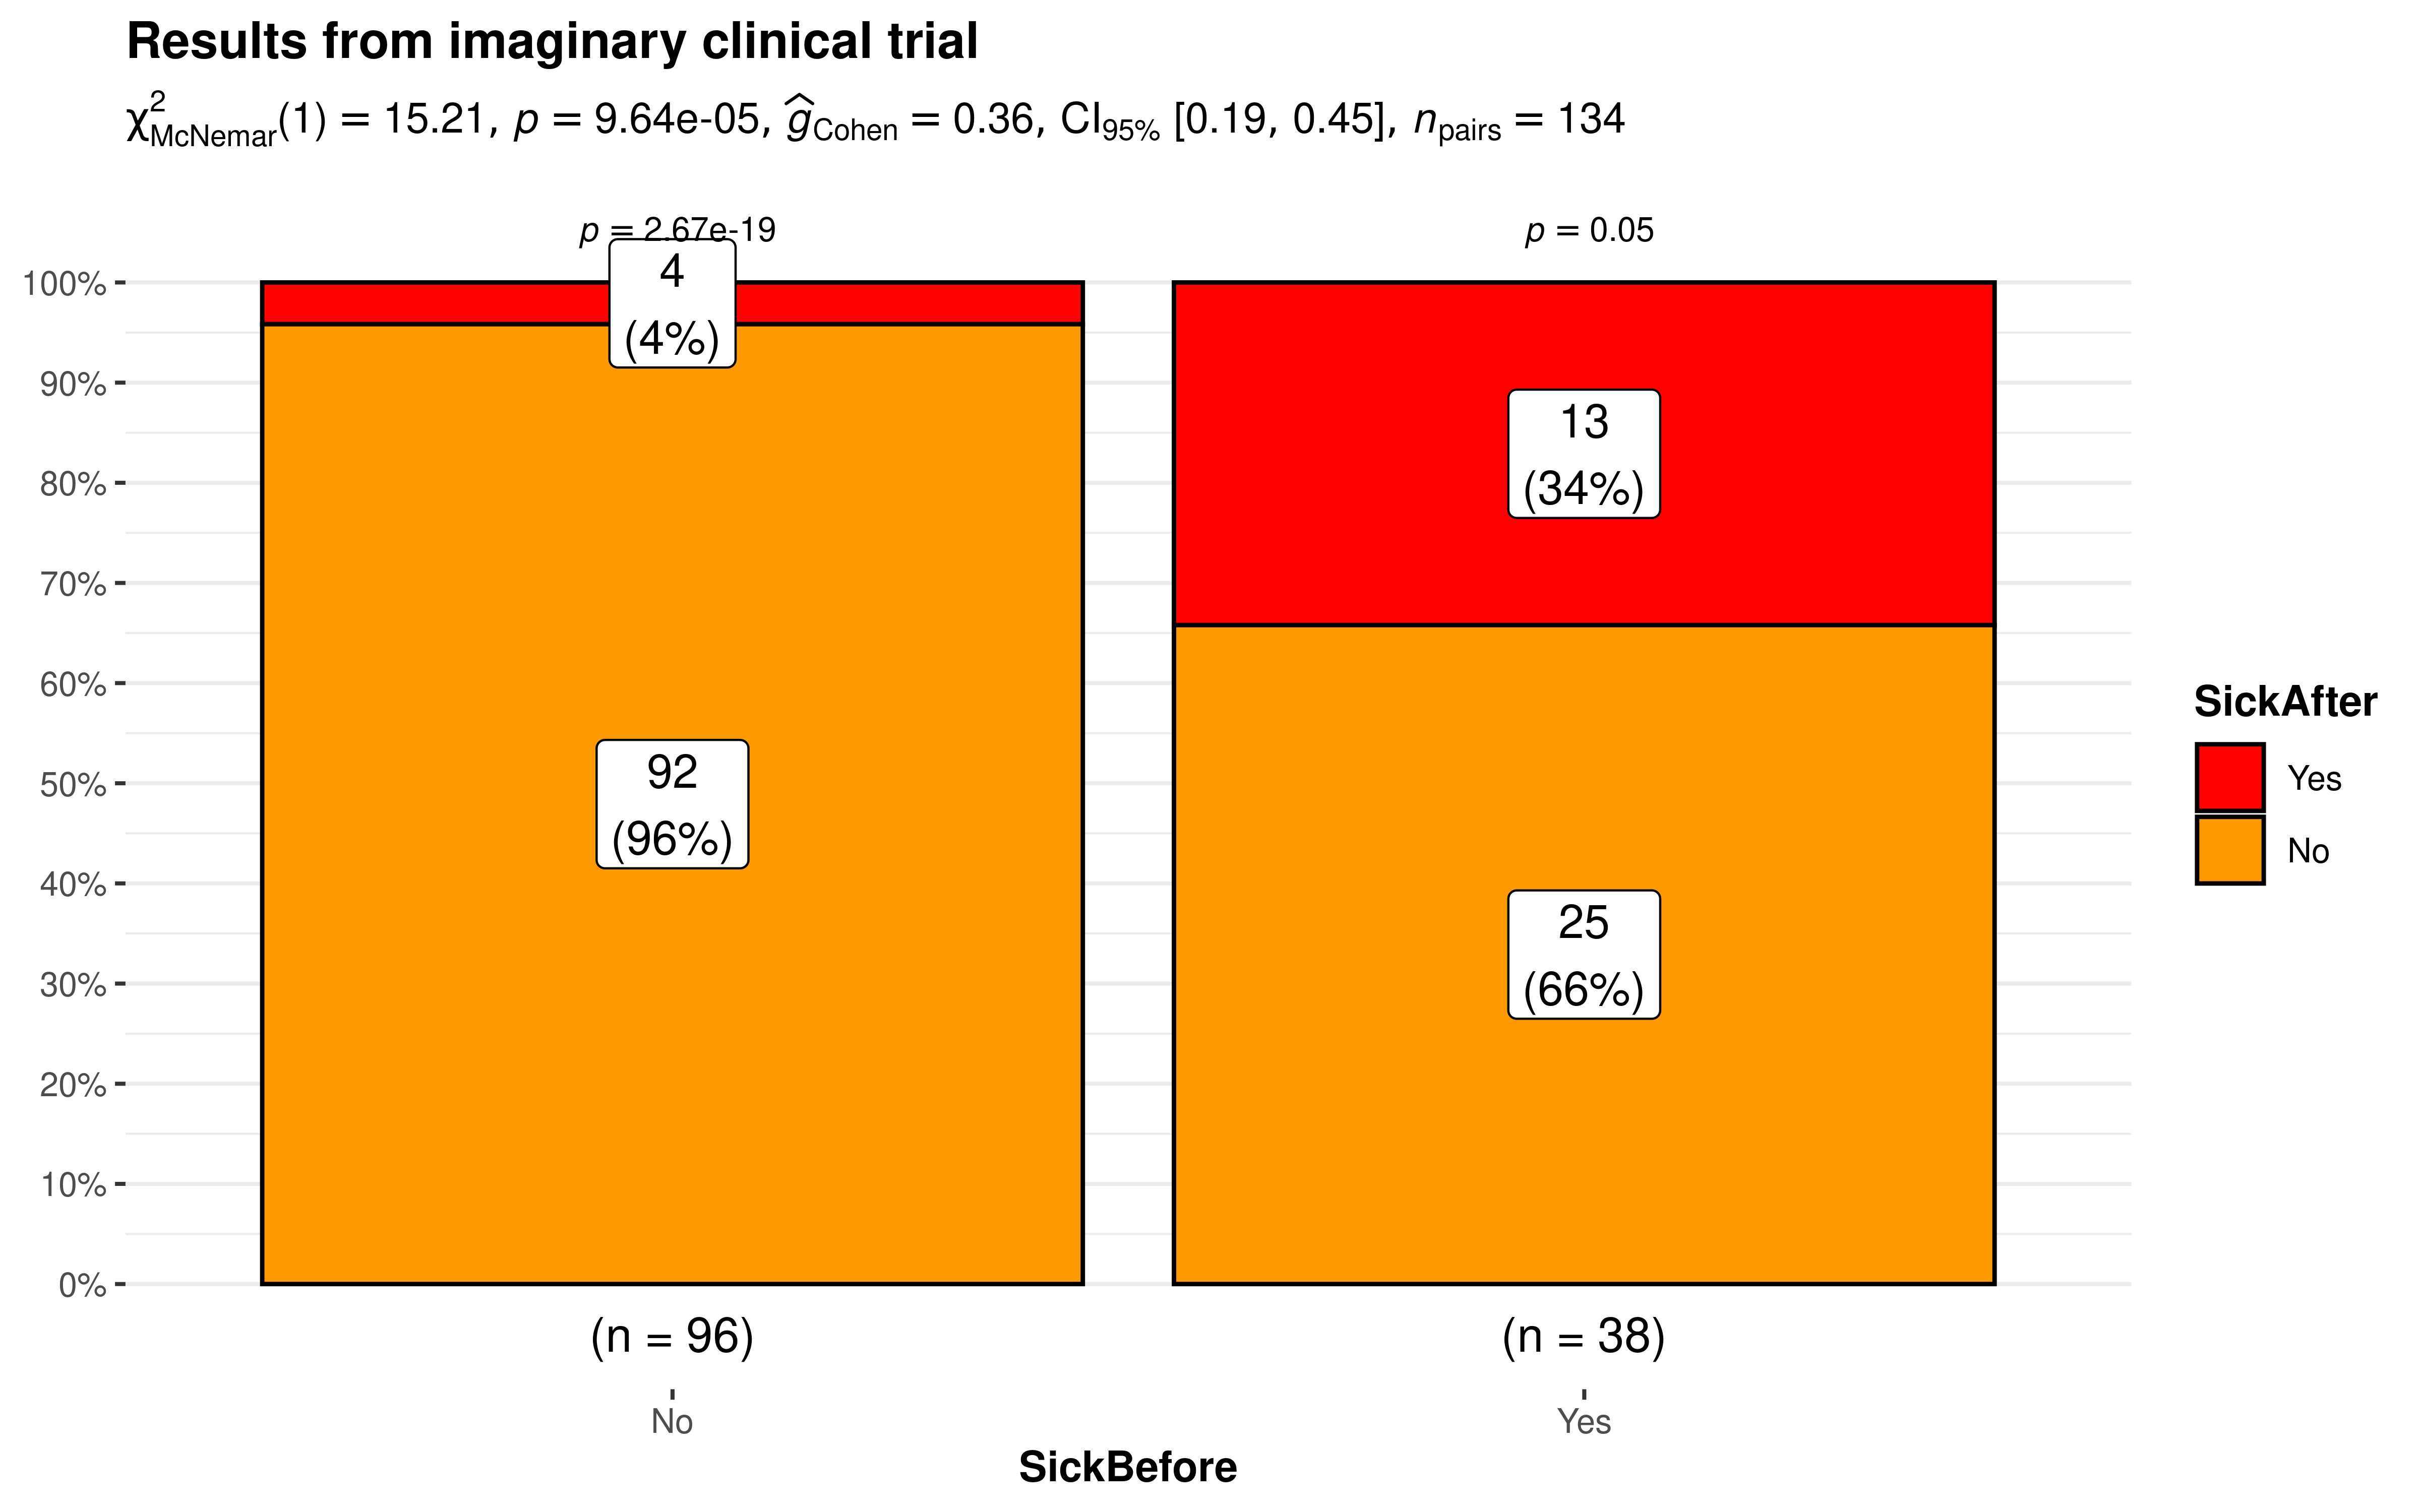 Results from imaginary clinical trial
χ²McNemar(1) = 15.21, p = 9.64e-05, ĝCohen = 0.36, CI95% [0.19, 0.45], npairs = 134
p = 2.67e-19
p = 0.05
100%
90%
80%
70%
60%
50%
40%
30%
20%
10%
0%
4
(4%)
92
(96%)
13
(34%)
25
(66%)
(n = 96)
(n = 38)
No
Yes
SickBefore
SickAfter
Yes
No